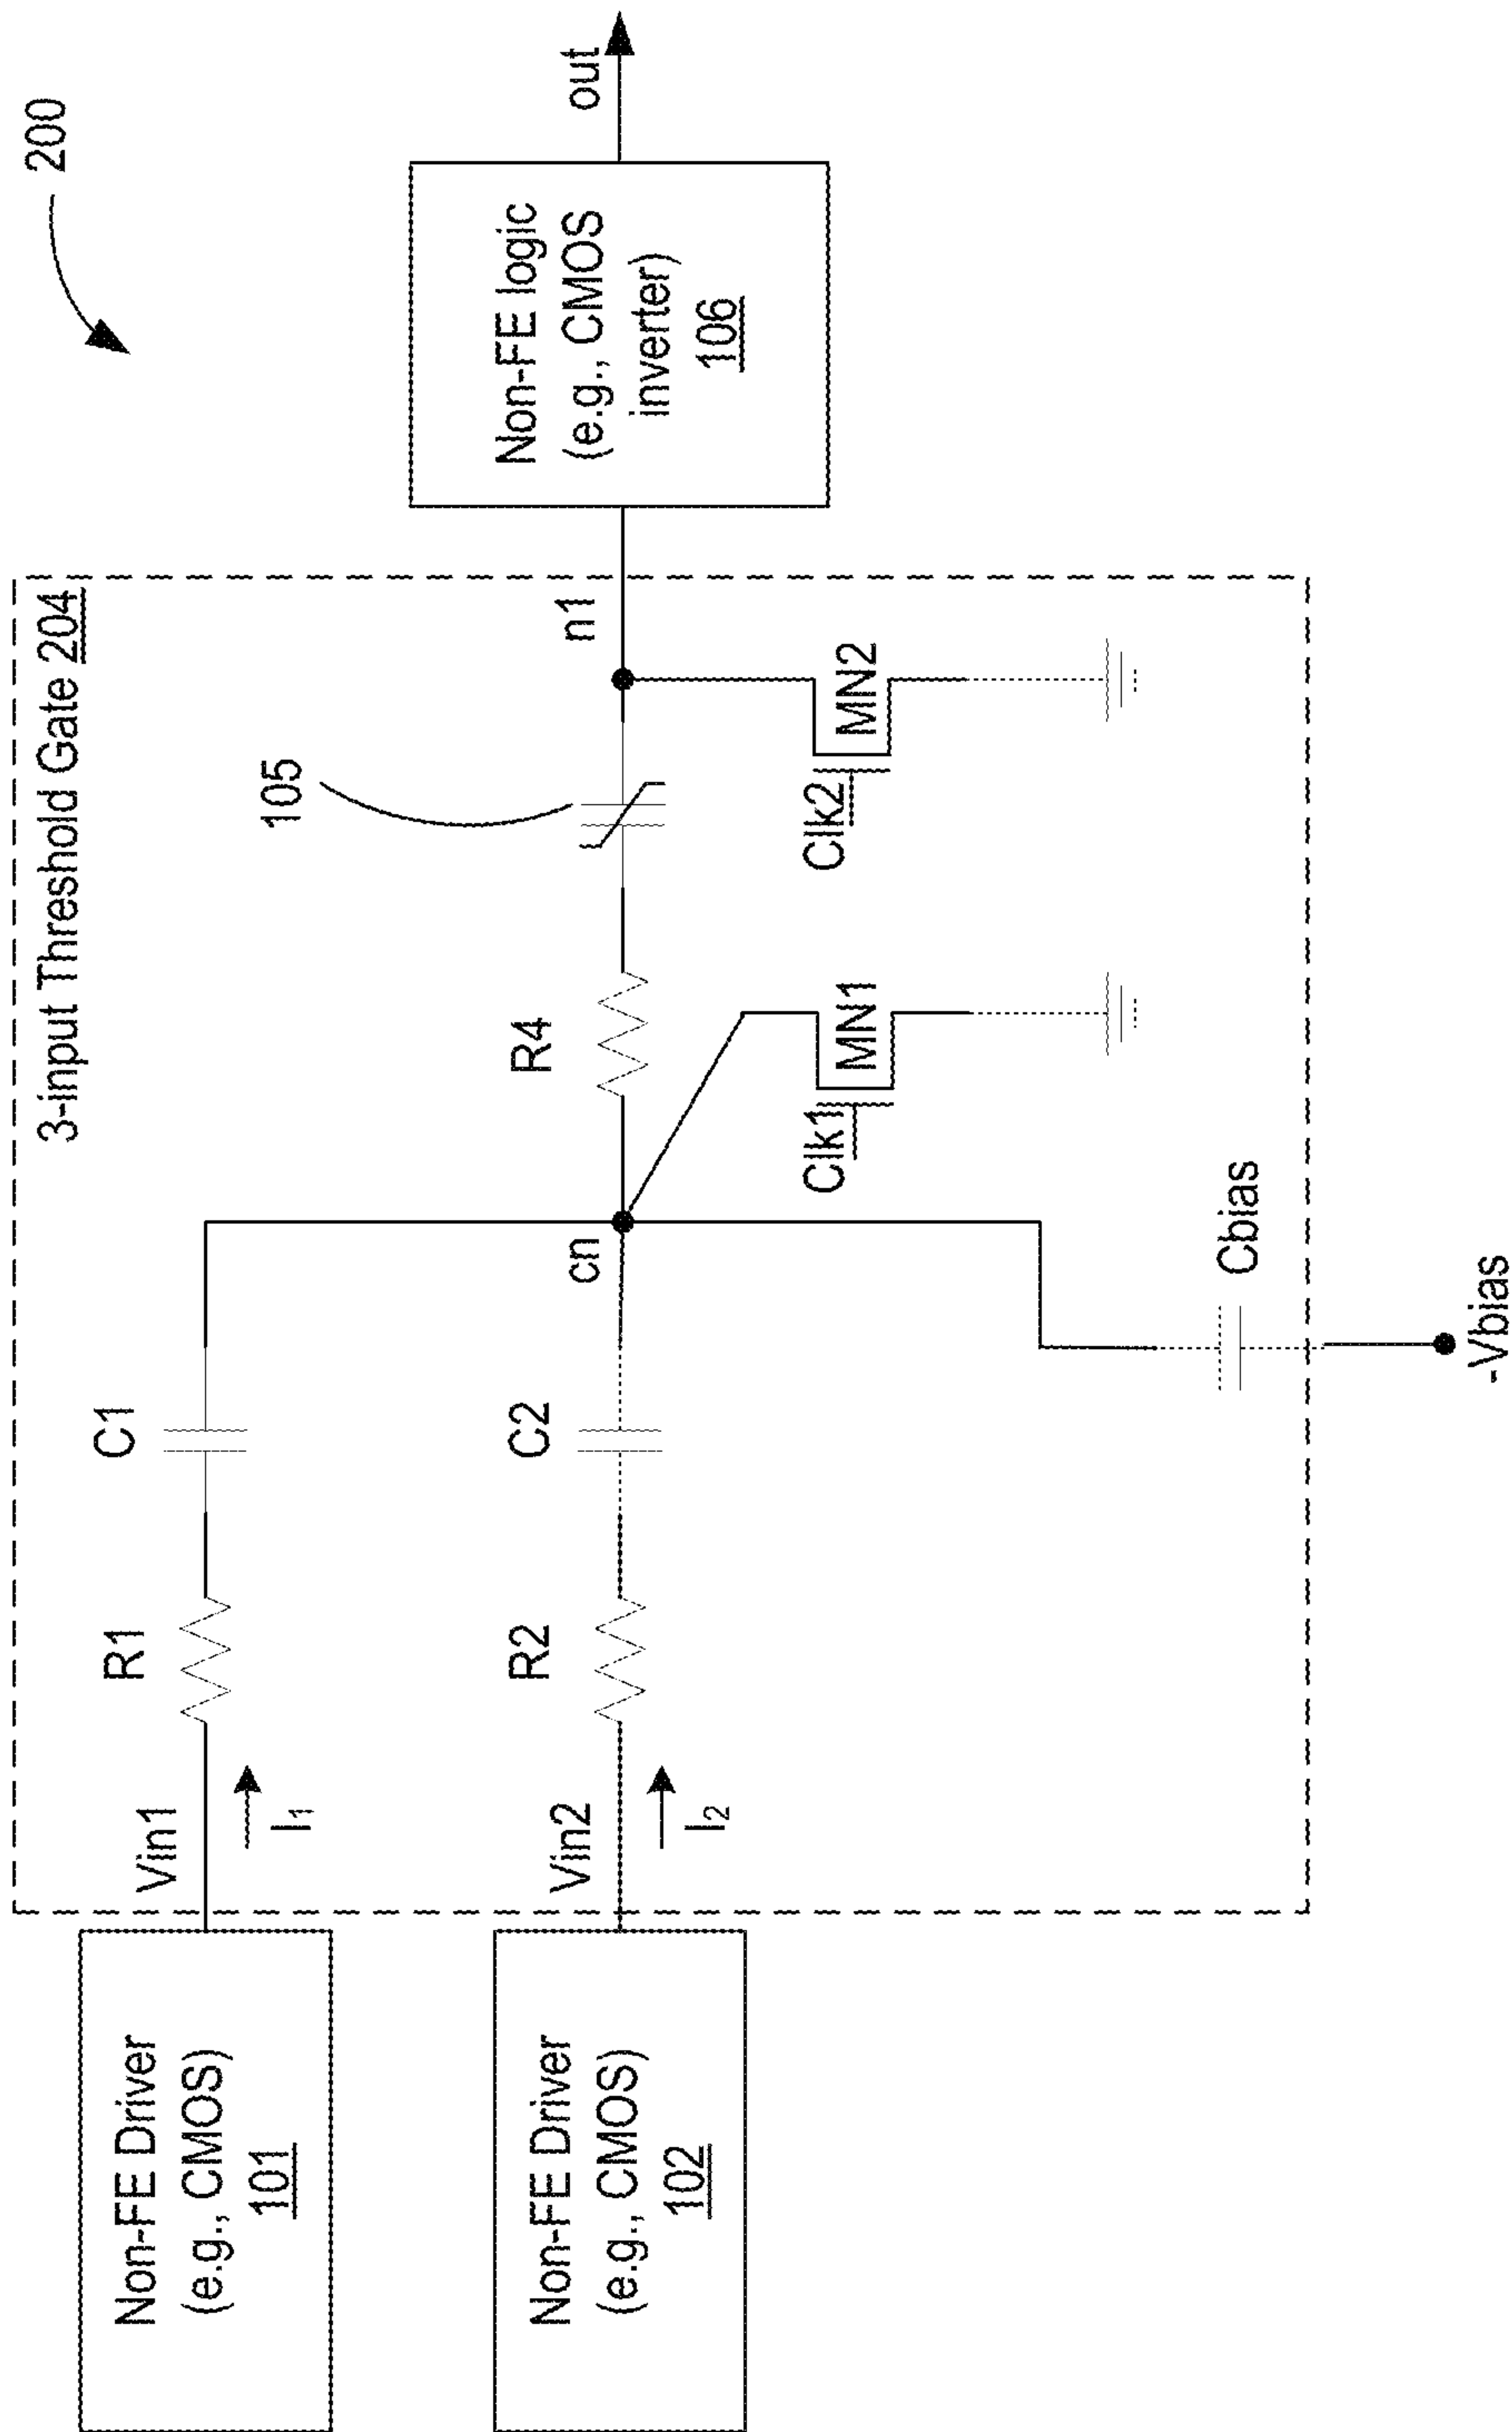 200
3-input Threshold Gate 204
Non-FE Driver
(e.g., CMOS)
101
Vin1
I1
R1
C1
Non-FE Driver
(e.g., CMOS)
102
Vin2
I2
R2
C2
cn
R4
105
n1
Non-FE logic
(e.g., CMOS
inverter)
106
out
Clk1
MN1
Clk2
MN2
Cbias
-Vbias